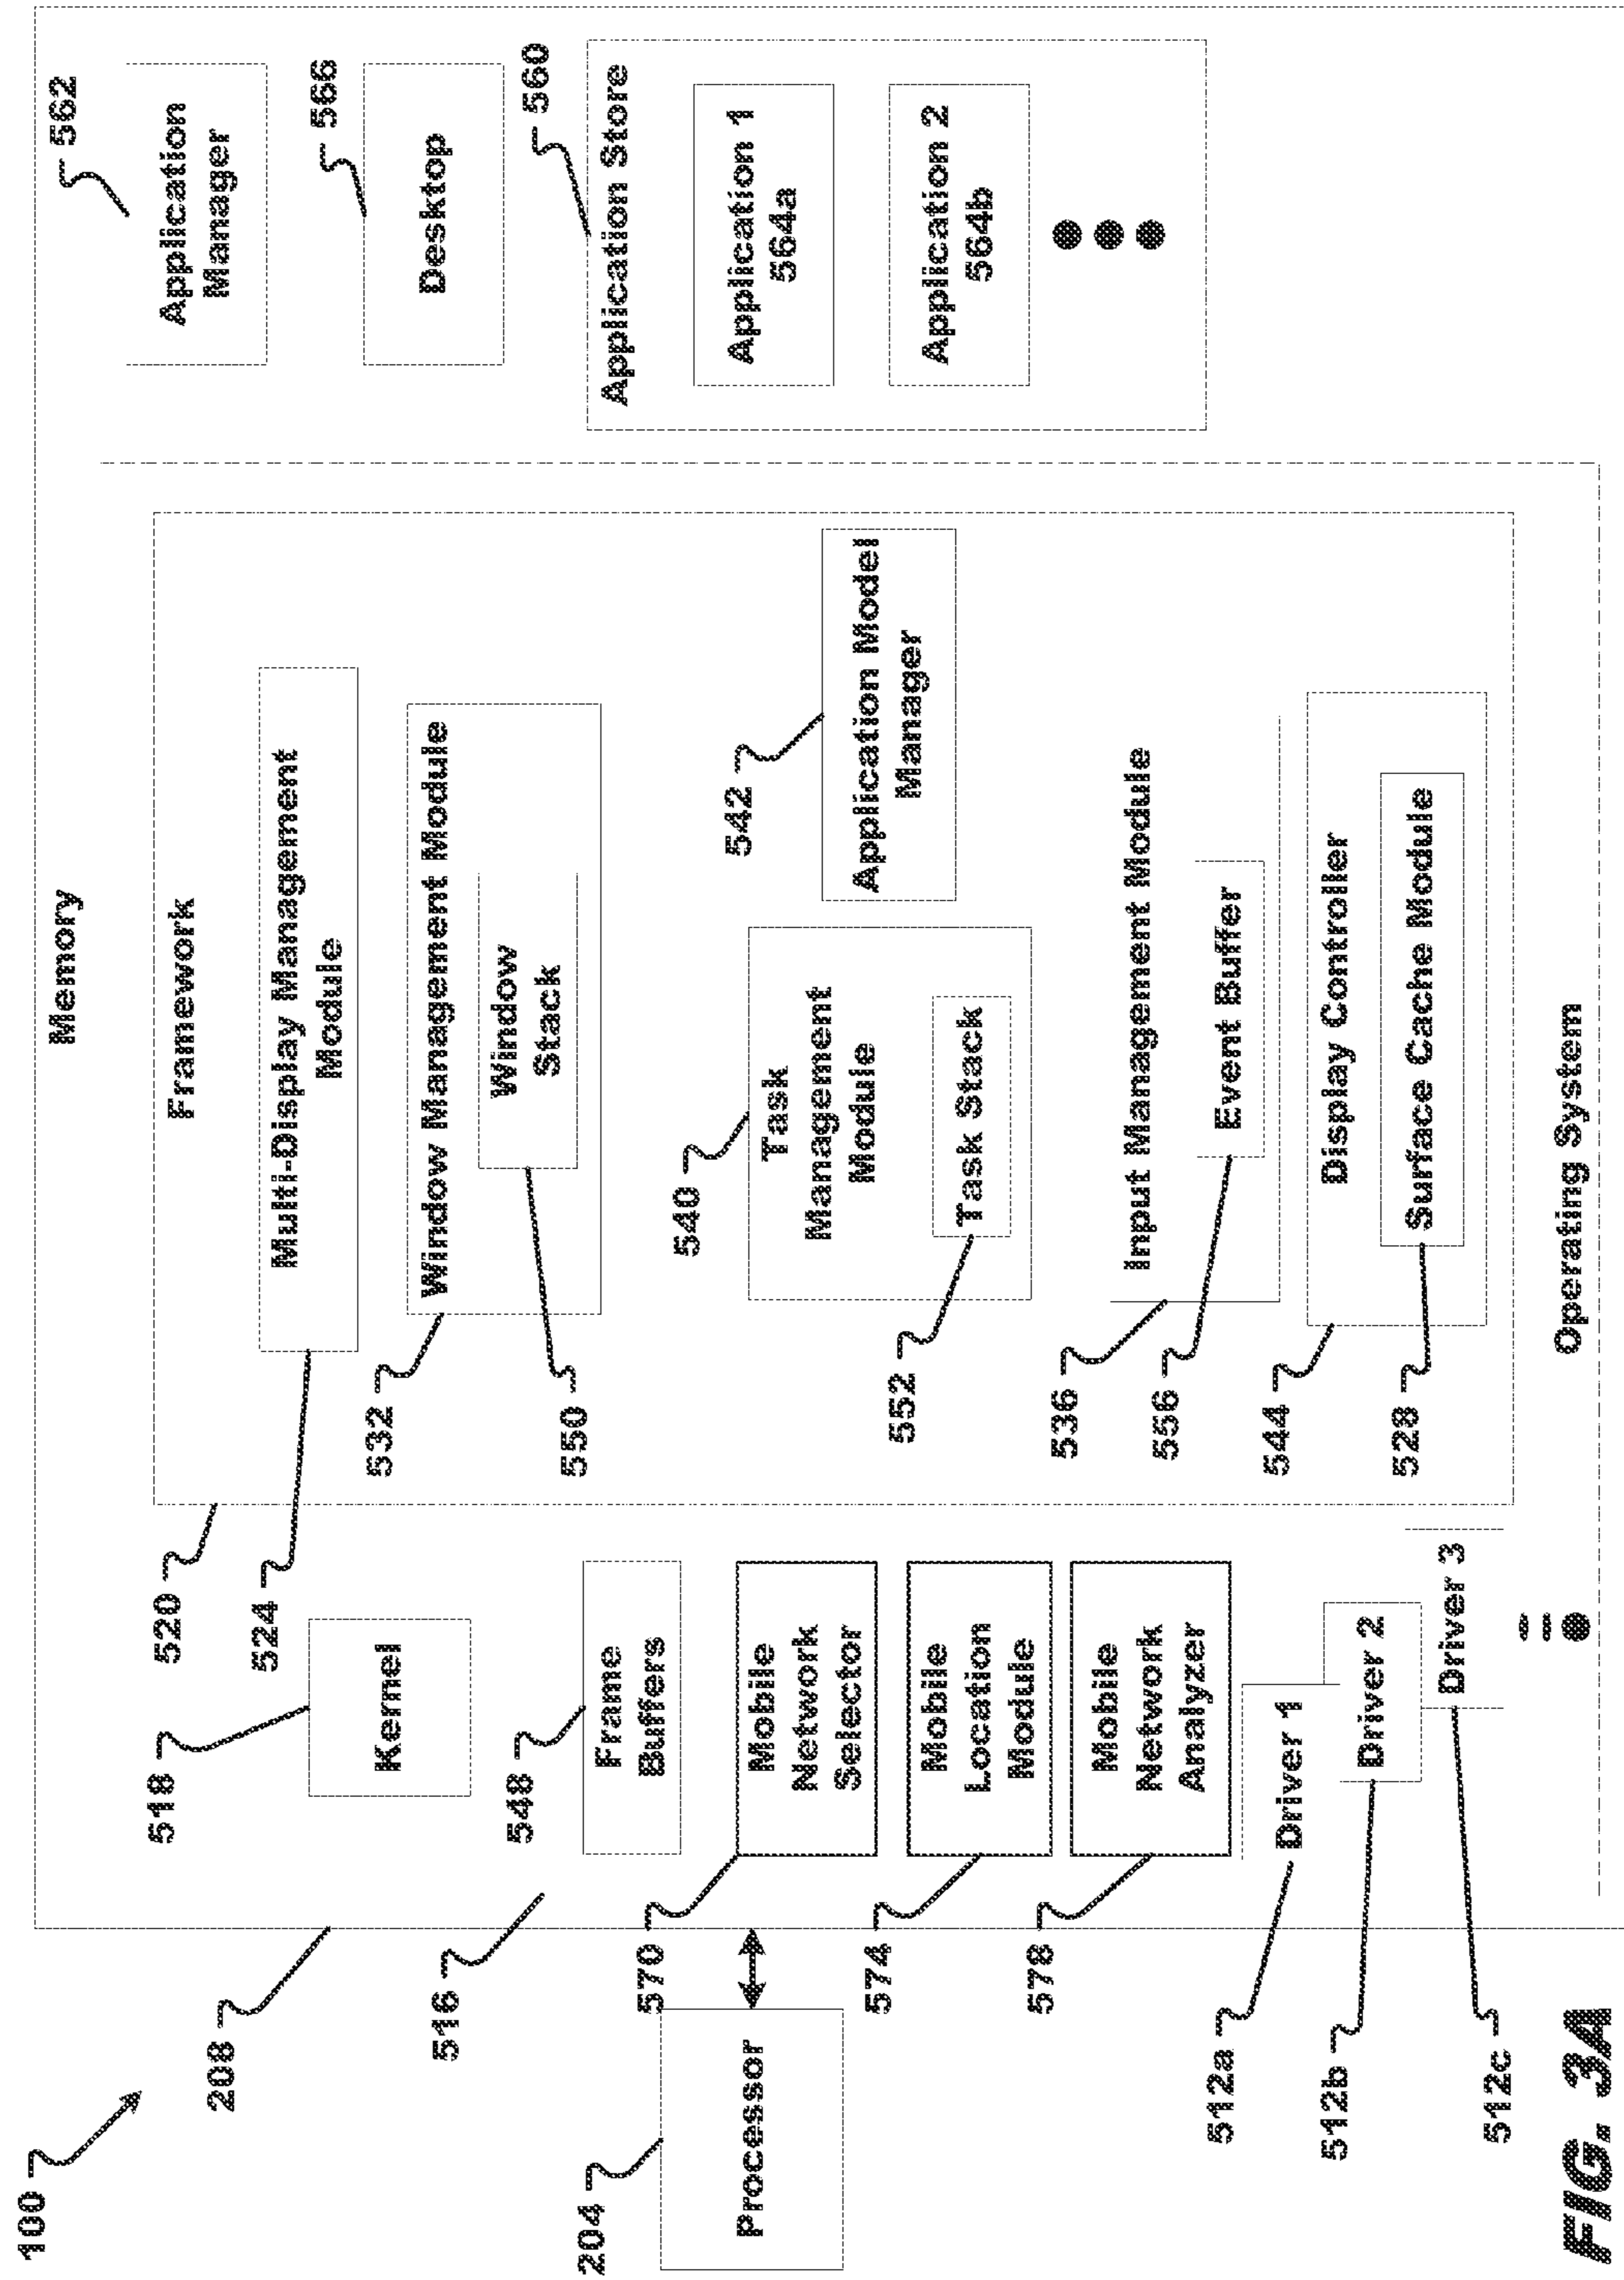 100
208
Memory
562
Application
Manager
566
Desktop
560
Application Store
Application 1
564a
Application 2
564b
520
Framework
524
Multi-Display Management
Module
532
Window Management Module
550
Window
Stack
540
Task
Management
Module
552
Task Stack
542
Application Model
Manager
536
Input Management Module
556
Event Buffer
544
Display Controller
528
Surface Cache Module
Operating System
516
518
Kernel
548
Frame
Buffers
570
Mobile
Network
Selector
574
Mobile
Location
Module
578
Mobile
Network
Analyzer
512a
Driver 1
512b
Driver 2
512c
Driver 3
204
Processor
FIG. 3A